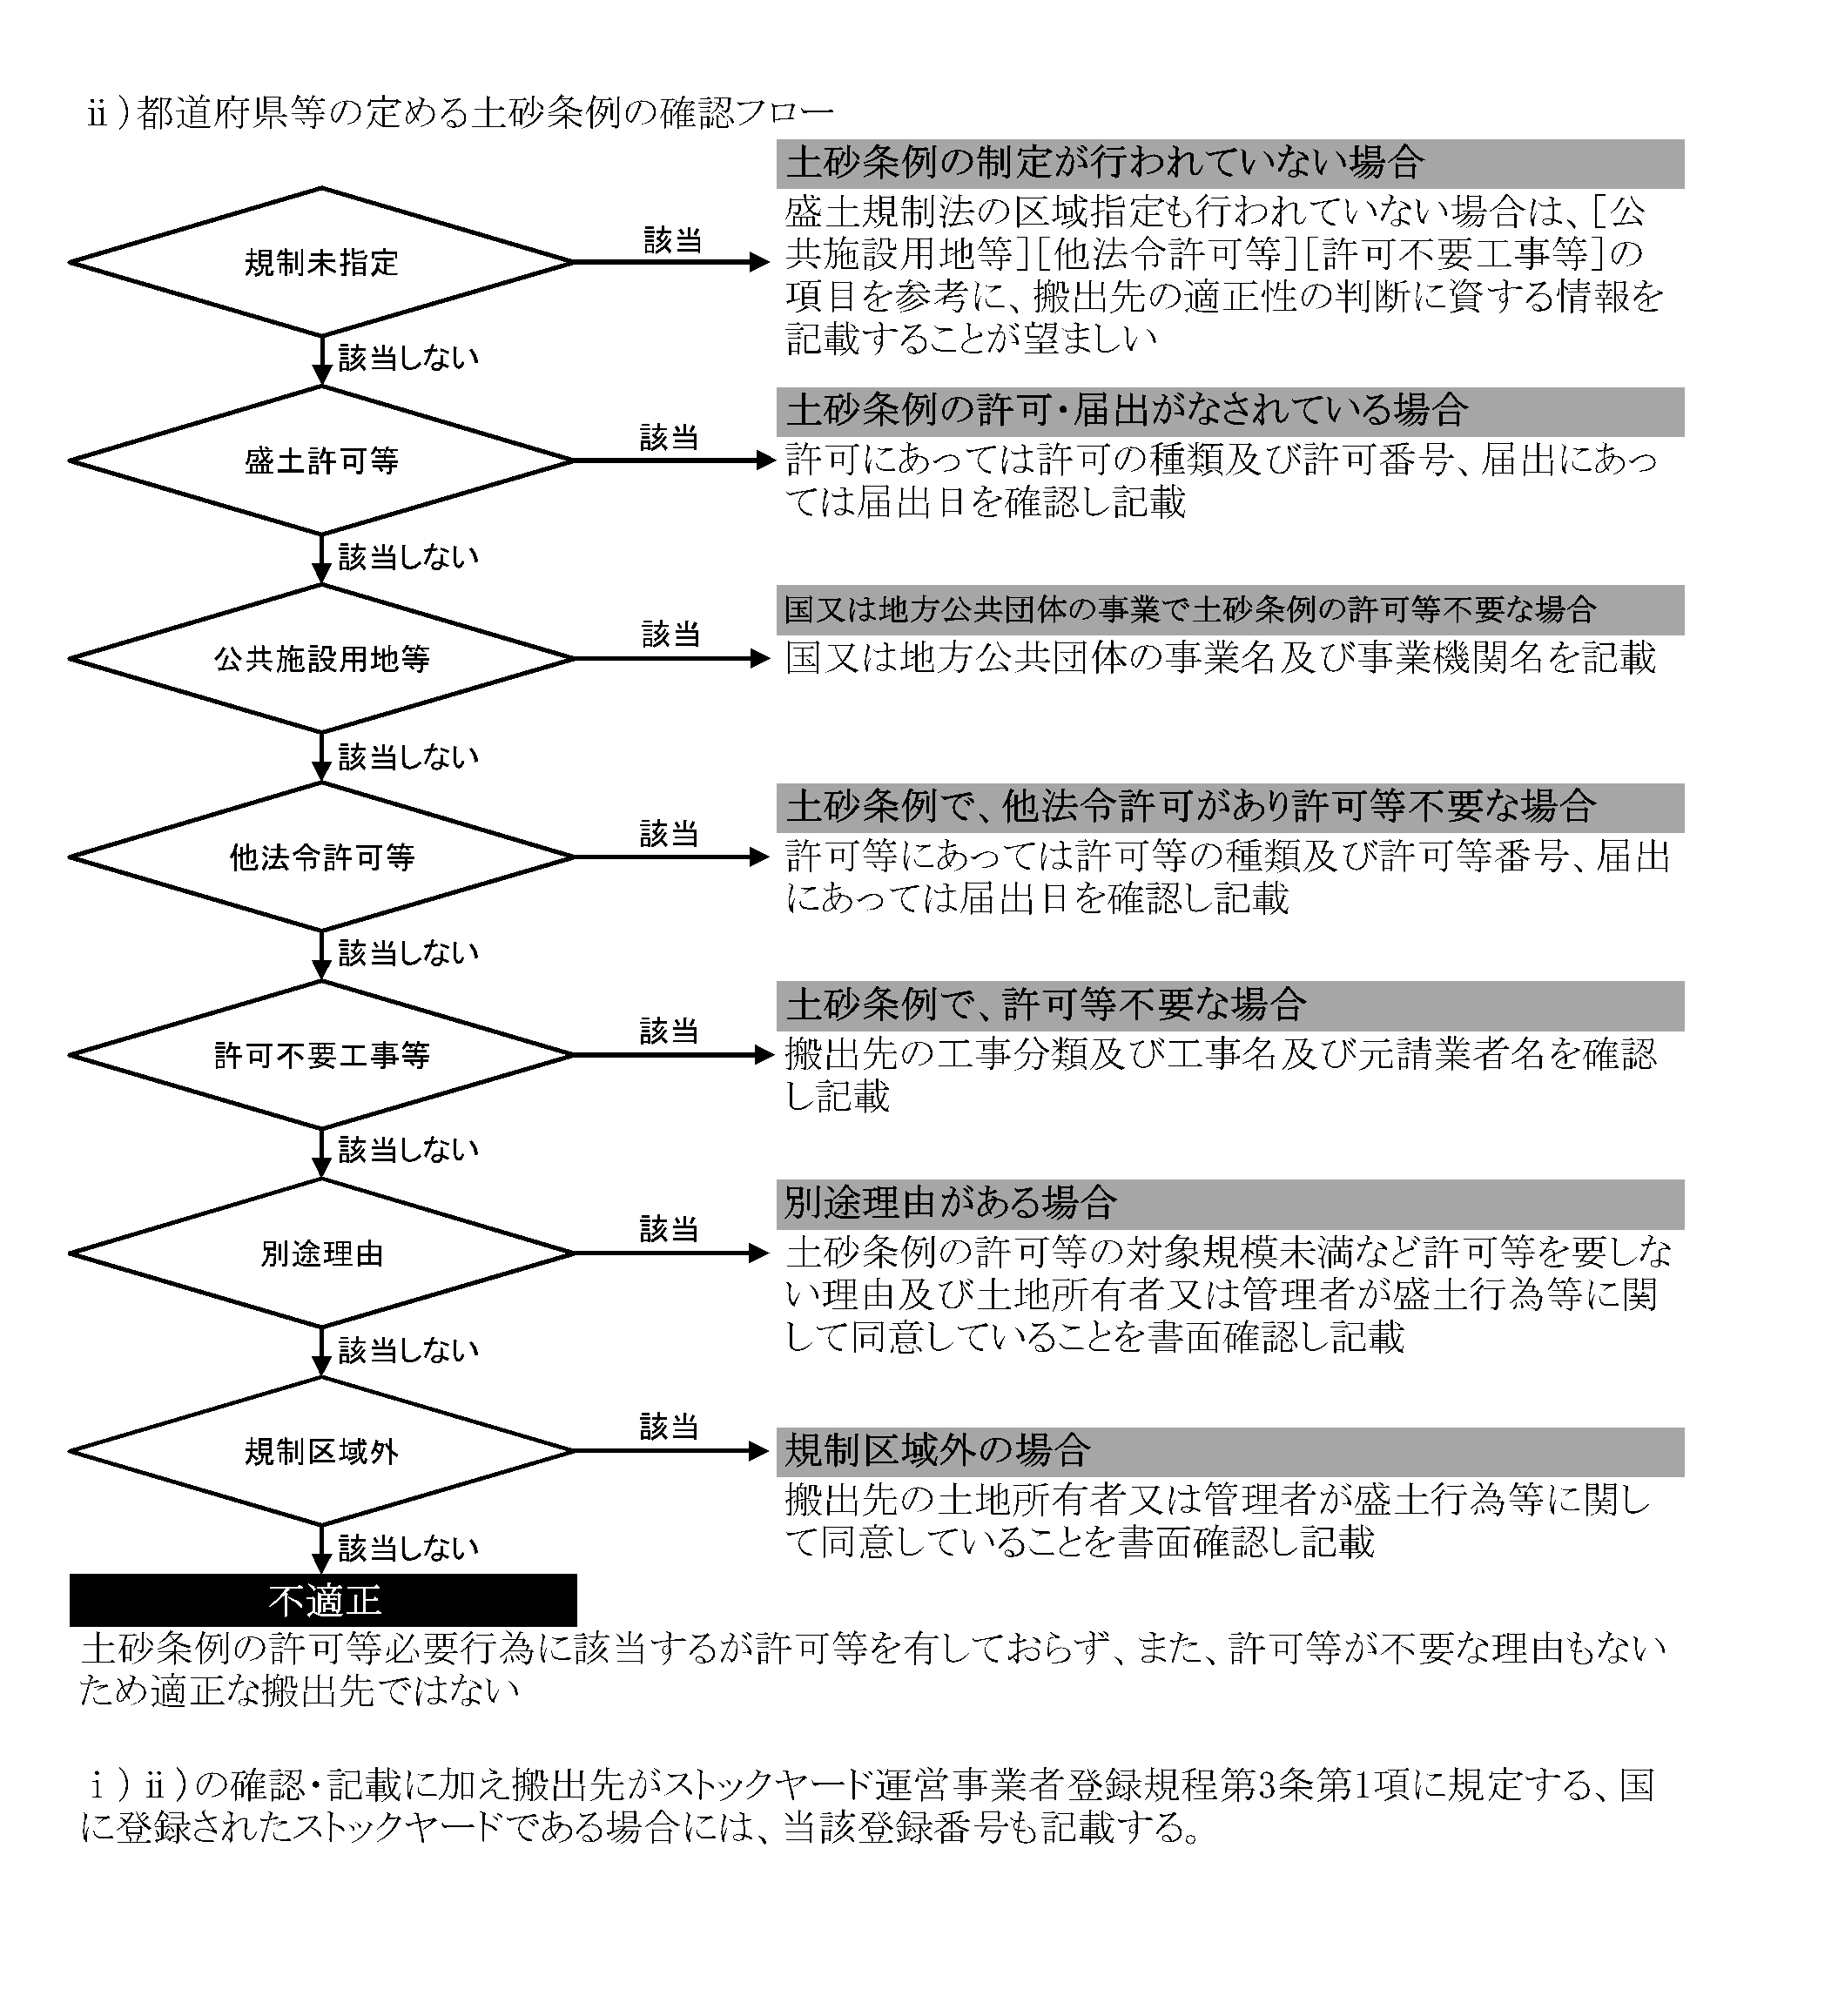 ⅱ)都道府県等の定める土砂条例の確認フロー
規制未指定
該当
土砂条例の制定が行われていない場合
盛土規制法の区域指定も行われていない場合は、[公
共施設用地等][他法令許可等][許可不要工事等]の
項目を参考に、搬出先の適正性の判断に資する情報を
記載することが望ましい
該当しない
盛土許可等
該当
土砂条例の許可・届出がなされている場合
許可にあっては許可の種類及び許可番号、届出にあっ
ては届出日を確認し記載
該当しない
公共施設用地等
該当
国又は地方公共団体の事業で土砂条例の許可等不要な場合
国又は地方公共団体の事業名及び事業機関名を記載
該当しない
他法令許可等
該当
土砂条例で、他法令許可があり許可等不要な場合
許可等にあっては許可等の種類及び許可等番号、届出
にあっては届出日を確認し記載
該当しない
許可不要工事等
該当
土砂条例で、許可等不要な場合
搬出先の工事分類及び工事名及び元請業者名を確認
し記載
該当しない
別途理由
該当
別途理由がある場合
土砂条例の許可等の対象規模未満など許可等を要しな
い理由及び土地所有者又は管理者が盛土行為等に関
して同意していることを書面確認し記載
該当しない
規制区域外
該当
規制区域外の場合
搬出先の土地所有者又は管理者が盛土行為等に関し
て同意していることを書面確認し記載
該当しない
不適正
土砂条例の許可等必要行為に該当するが許可等を有しておらず、また、許可等が不要な理由もない
ため適正な搬出先ではない
ⅰ)ⅱ)の確認・記載に加え搬出先がストックヤード運営事業者登録規程第3条第1項に規定する、国
に登録されたストックヤードである場合には、当該登録番号も記載する。